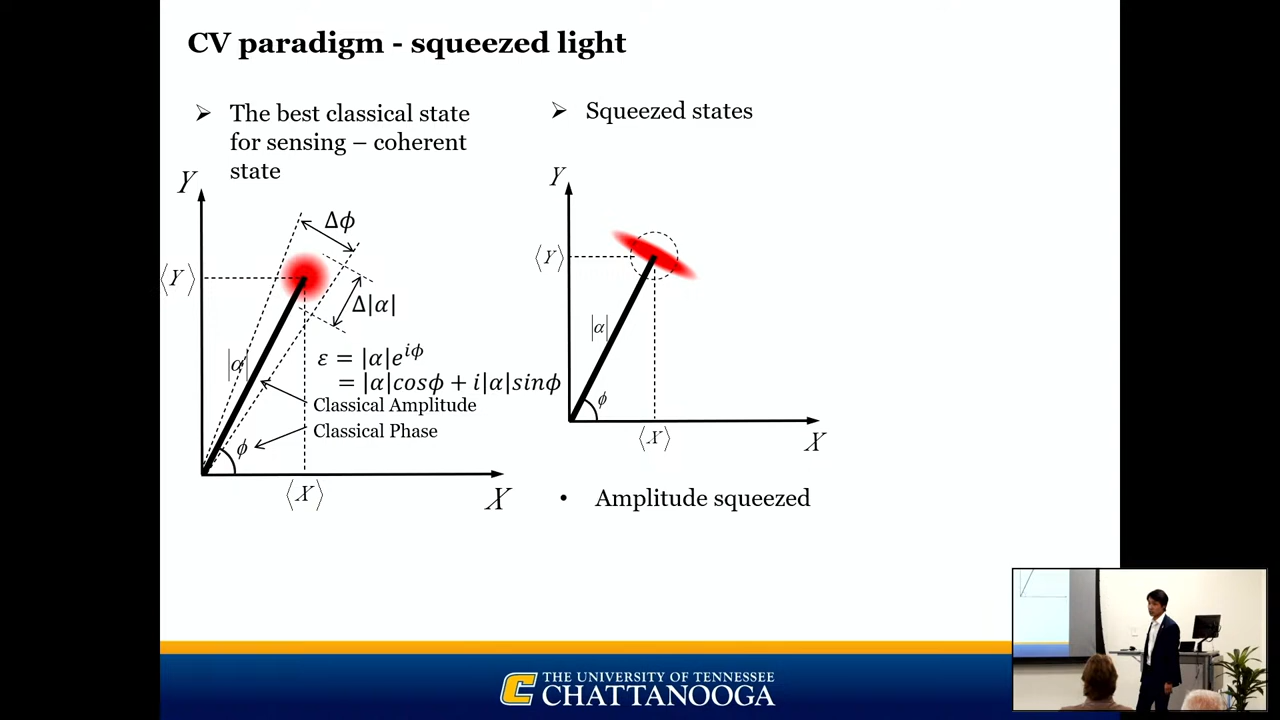 CV paradigm - squeezed light
➢ The best classical state
for sensing – coherent
state
Y
Δϕ
⟨Y⟩
Δ|α|
|α|
ε = |α|e^{iϕ}
= |α|cosϕ + i|α|sinϕ
Classical Amplitude
Classical Phase
ϕ
⟨X⟩
X
➢ Squeezed states
Y
⟨Y⟩
|α|
ϕ
⟨X⟩
X
• Amplitude squeezed
THE UNIVERSITY OF TENNESSEE
CHATTANOOGA